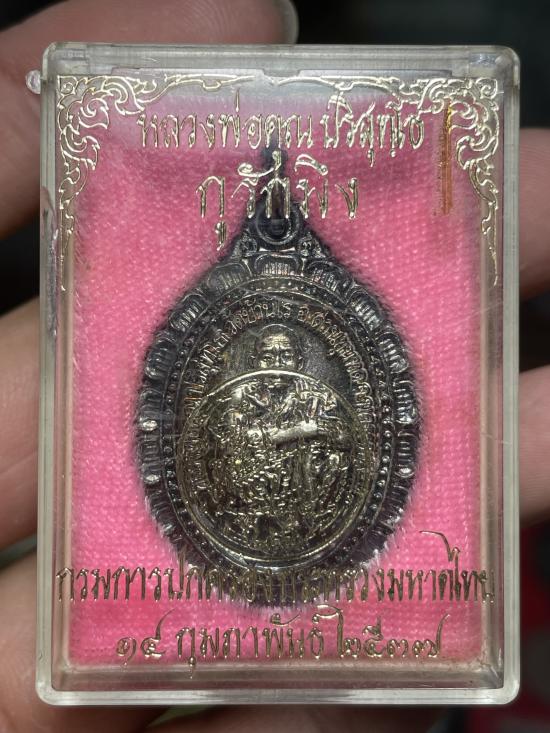 หลวงพ่อคูณ ปริสุทโธ
กูรักมึง
กรมการปกครองกระทรวงมหาดไทย
๑๔ กุมภาพันธ์ ๒๕๓๗